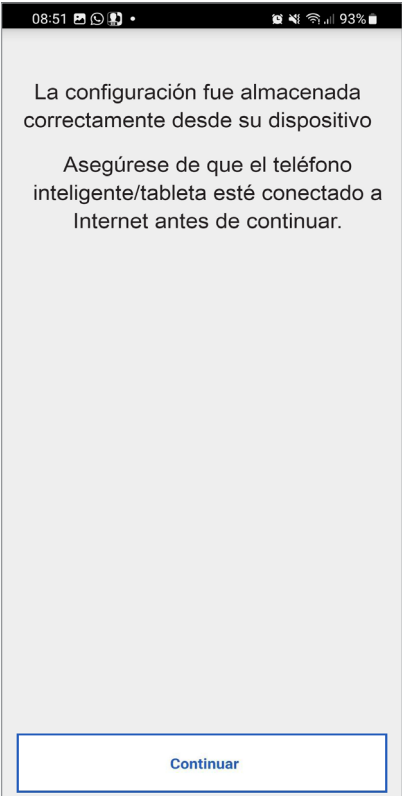 08:51 93%
La configuración fue almacenada
correctamente desde su dispositivo
Asegúrese de que el teléfono
inteligente/tableta esté conectado a
Internet antes de continuar.
Continuar